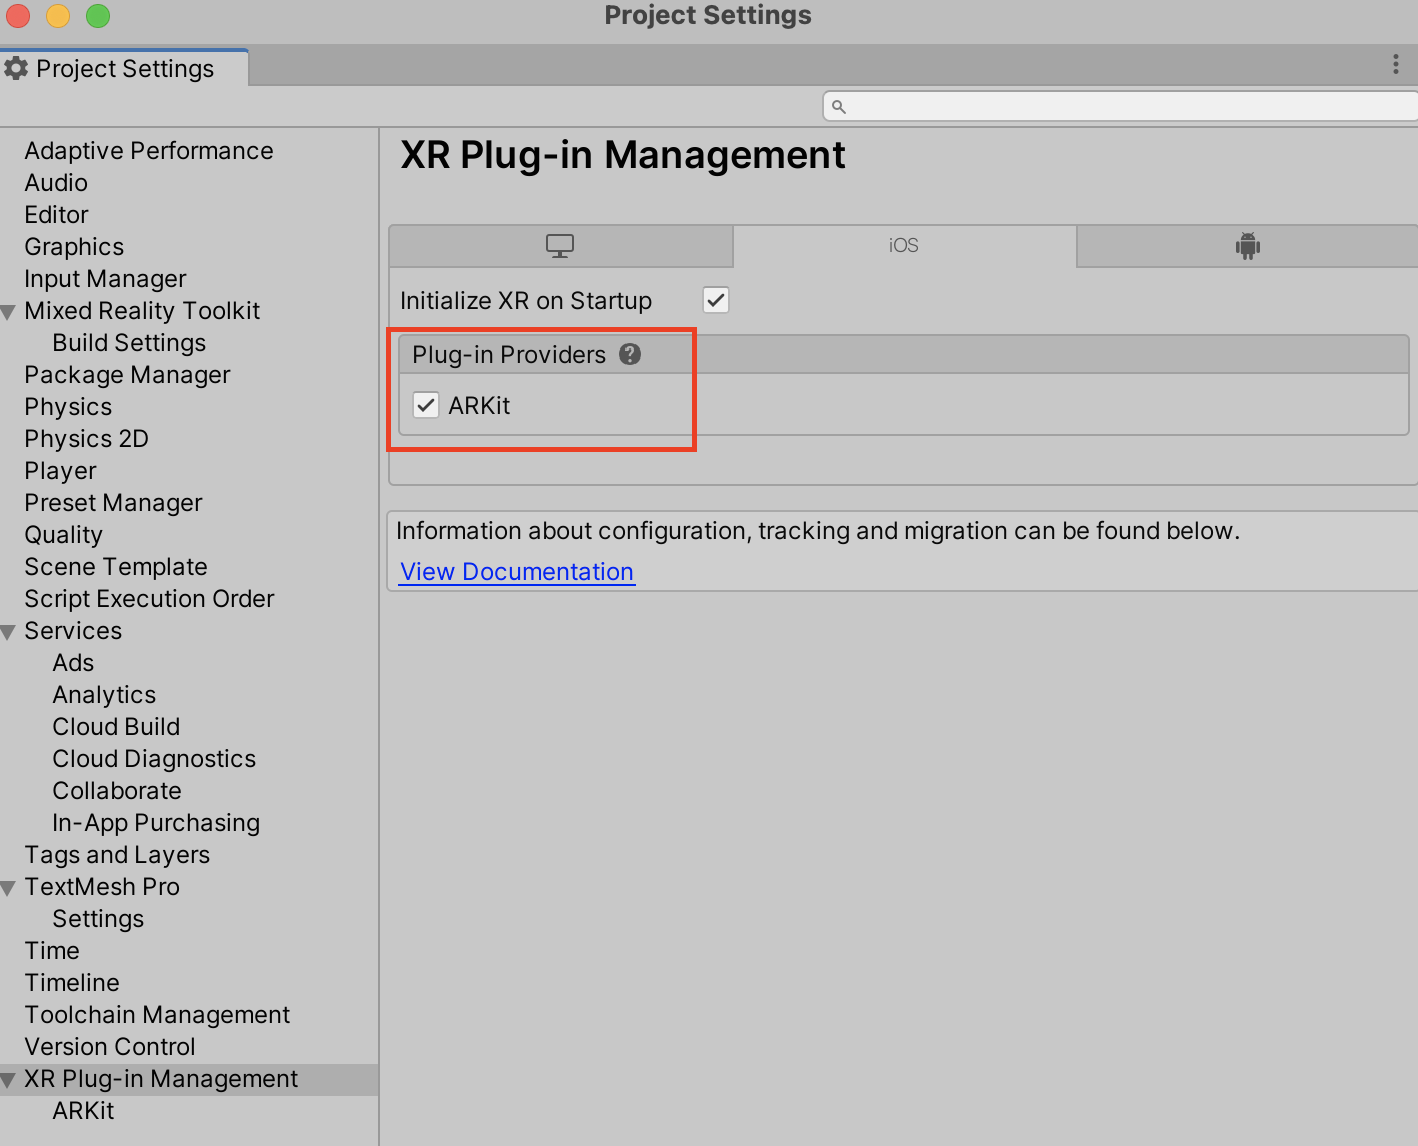 Project Settings
Project Settings
Adaptive Performance
Audio
Editor
Graphics
Input Manager
Mixed Reality Toolkit
Build Settings
Package Manager
Physics
Physics 2D
Player
Preset Manager
Quality
Scene Template
Script Execution Order
Services
Ads
Analytics
Cloud Build
Cloud Diagnostics
Collaborate
In-App Purchasing
Tags and Layers
TextMesh Pro
Settings
Time
Timeline
Toolchain Management
Version Control
XR Plug-in Management
ARKit
XR Plug-in Management
iOS
Initialize XR on Startup
Plug-in Providers ?
ARKit
Information about configuration, tracking and migration can be found below.
View Documentation